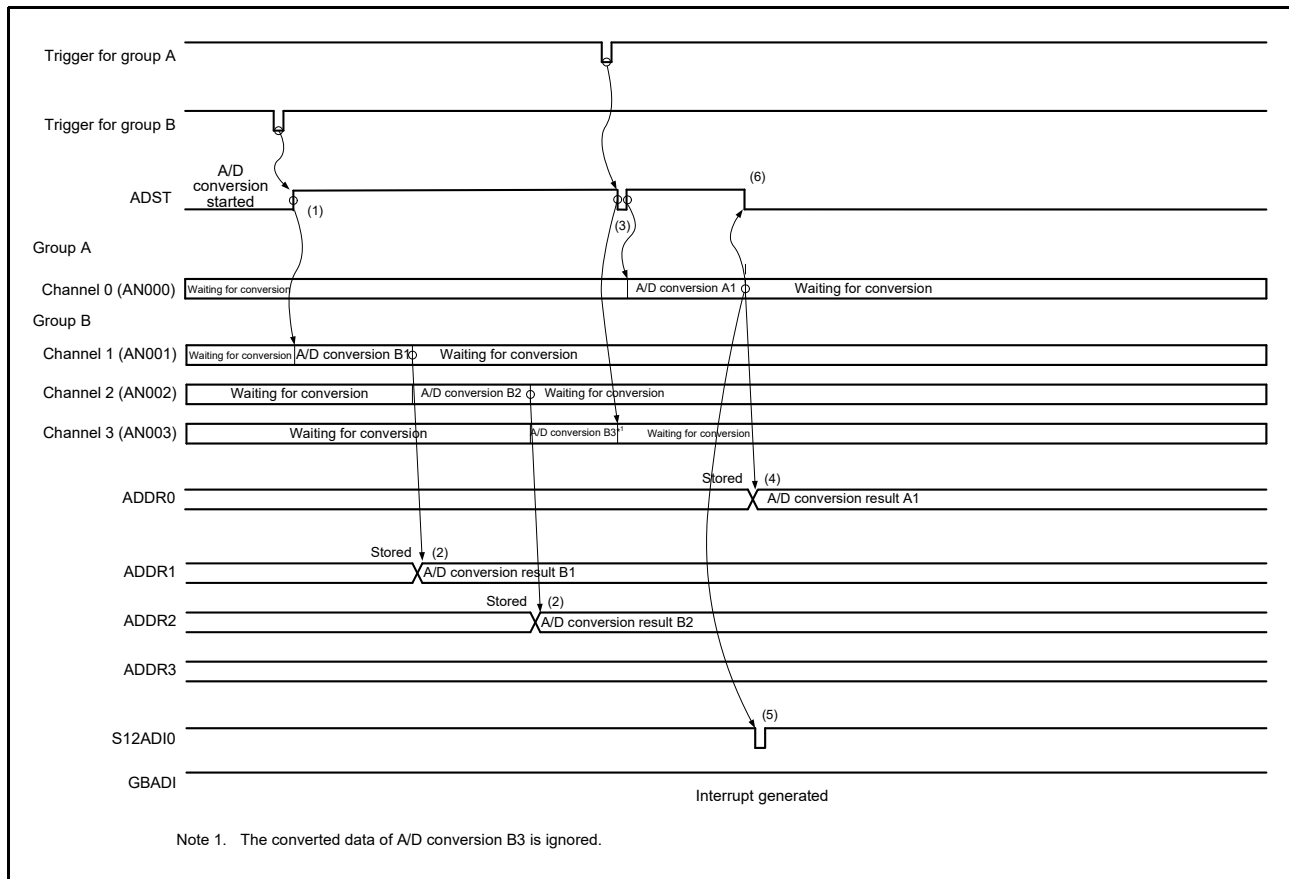 Trigger for group A
Trigger for group B
A/D
conversion
started
ADST
(1)
(3)
(6)
Group A
Channel 0 (AN000)
Waiting for conversion
A/D conversion A1
Waiting for conversion
Group B
Channel 1 (AN001)
Waiting for conversion
A/D conversion B1
Waiting for conversion
Channel 2 (AN002)
Waiting for conversion
A/D conversion B2
Waiting for conversion
Channel 3 (AN003)
Waiting for conversion
A/D conversion B3*1
Waiting for conversion
Stored (4)
ADDR0
A/D conversion result A1
Stored (2)
ADDR1
A/D conversion result B1
Stored (2)
ADDR2
A/D conversion result B2
ADDR3
(5)
S12ADI0
GBADI
Interrupt generated
Note 1. The converted data of A/D conversion B3 is ignored.